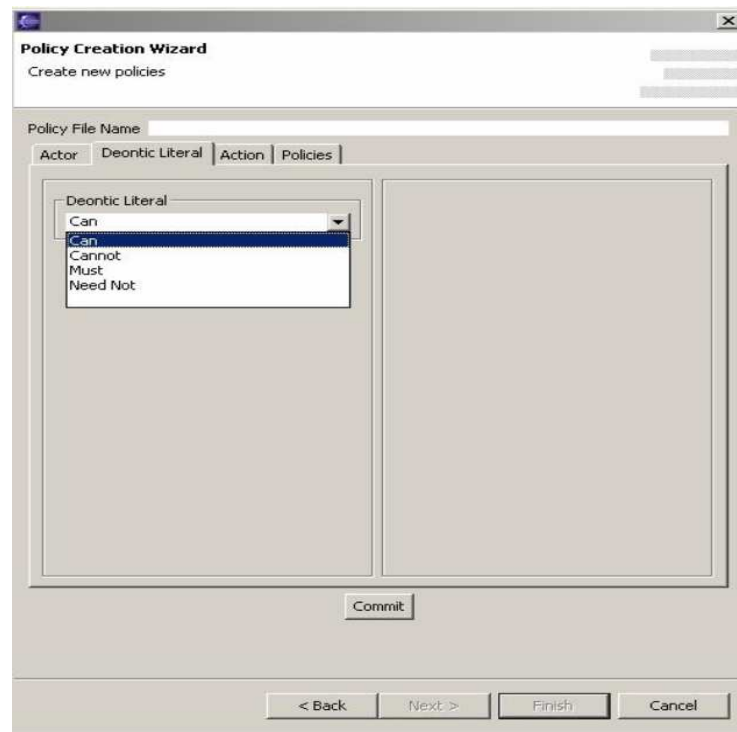 Policy Creation Wizard
Create new policies
Policy File Name
Actor Deontic Literal Action Policies
Deontic Literal
Can
Can
Cannot
Must
Need Not
Commit
< Back Next > Finish Cancel